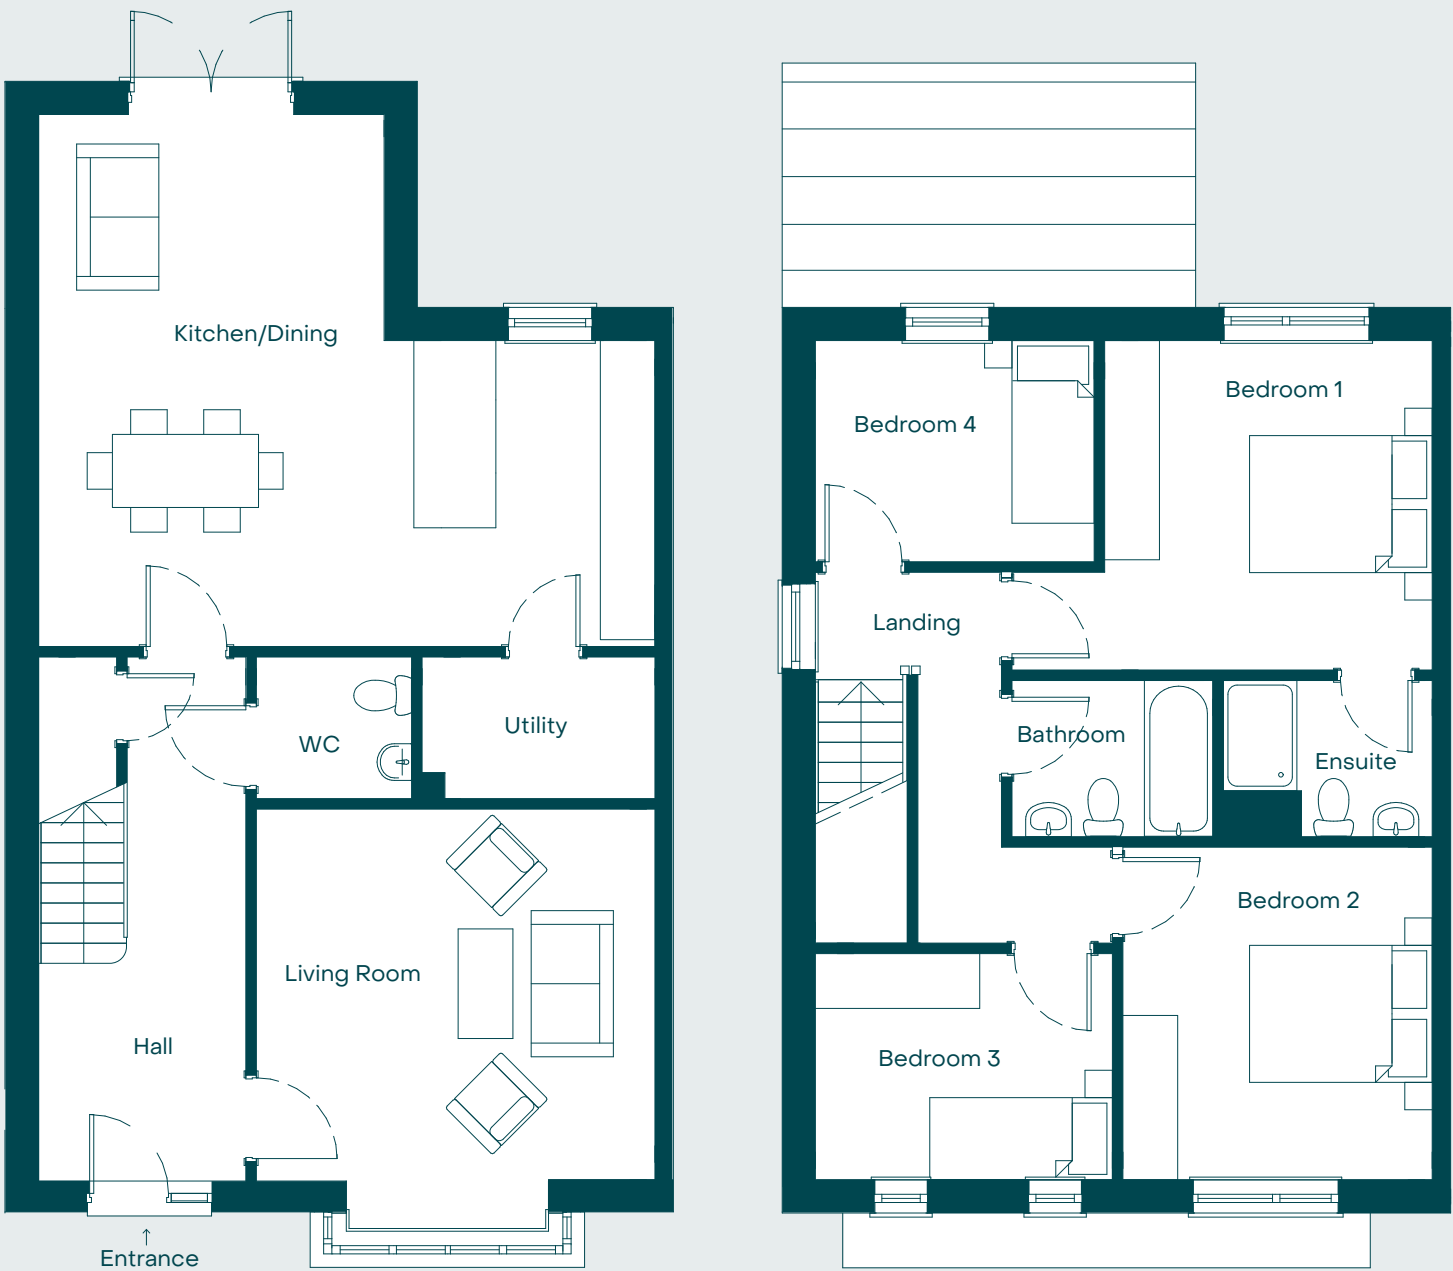 Kitchen/Dining
WC
Utility
Living Room
Hall
Entrance
Bedroom 4
Bedroom 1
Landing
Bathroom
Ensuite
Bedroom 2
Bedroom 3